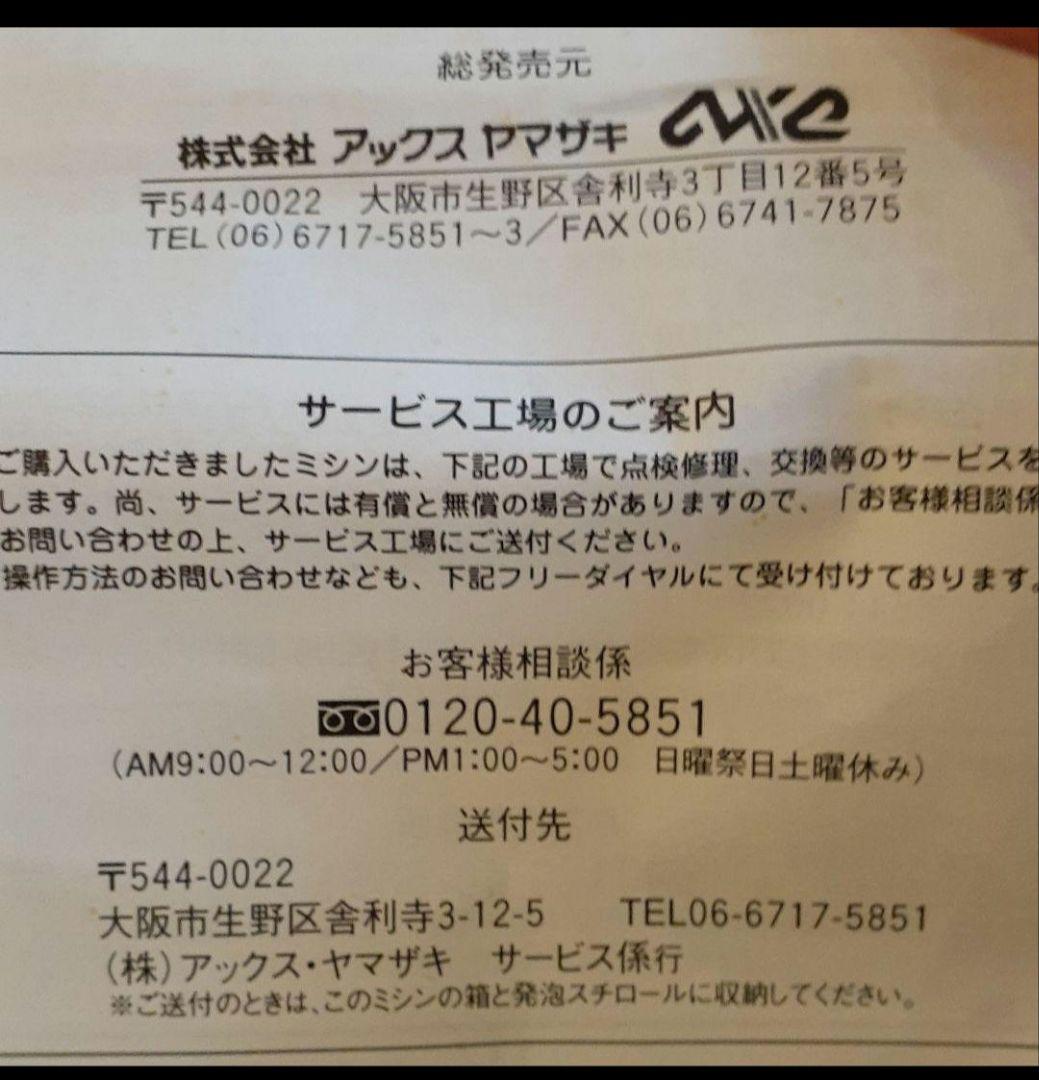 総発売元
株式会社 アックス ヤマザキ
〒544-0022 大阪市生野区舎利寺3丁目12番5号
TEL(06)6717-5851〜3/FAX(06)6741-7875
サービス工場のご案内
ご購入いただきましたミシンは、下記の工場で点検修理、交換等のサービスを
します。尚、サービスには有償と無償の場合がありますので、「お客様相談係
お問い合わせの上、サービス工場にご送付ください。
操作方法のお問い合わせなども、下記フリーダイヤルにて受け付けております。
お客様相談係
0120-40-5851
(AM9:00〜12:00/PM1:00〜5:00 日曜祭日土曜休み)
送付先
〒544-0022
大阪市生野区舎利寺3-12-5 TEL06-6717-5851
(株)アックス・ヤマザキ サービス係行
※ご送付のときは、このミシンの箱と発泡スチロールに収納してください。